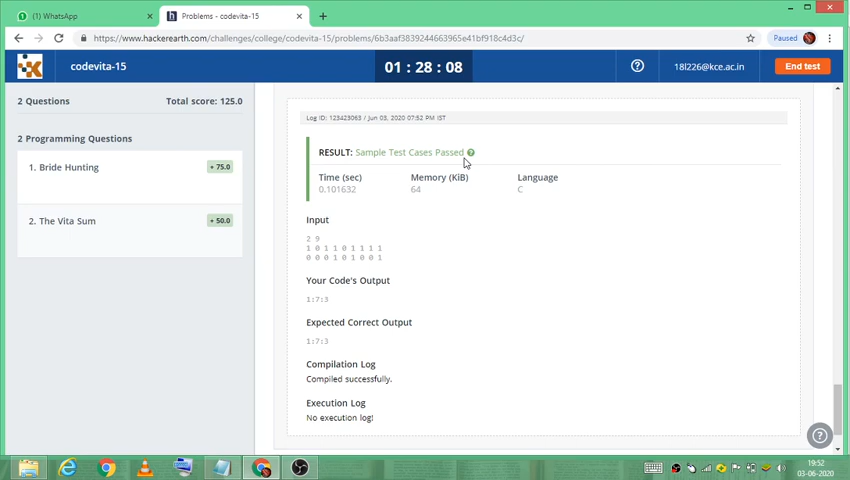 (1) WhatsApp
Problems - codevita-15
https://www.hackerearth.com/challenges/college/codevita-15/problems/6b3aaf3839244663965e41bf918c4d3c/
Paused
codevita-15
01 : 28 : 08
18l226@kce.ac.in
End test
2 Questions
Total score: 125.0
2 Programming Questions
1. Bride Hunting
+ 75.0
2. The Vita Sum
+ 50.0
Log ID: 123423063 / Jun 03, 2020 07:52 PM IST
RESULT: Sample Test Cases Passed
Time (sec)
Memory (KiB)
Language
0.101632
64
C
Input
2 9
1 0 1 1 0 1 1 1 1
0 0 0 1 0 1 0 0 1
Your Code's Output
1:7:3
Expected Correct Output
1:7:3
Compilation Log
Compiled successfully.
Execution Log
No execution log!
19:52
03-06-2020